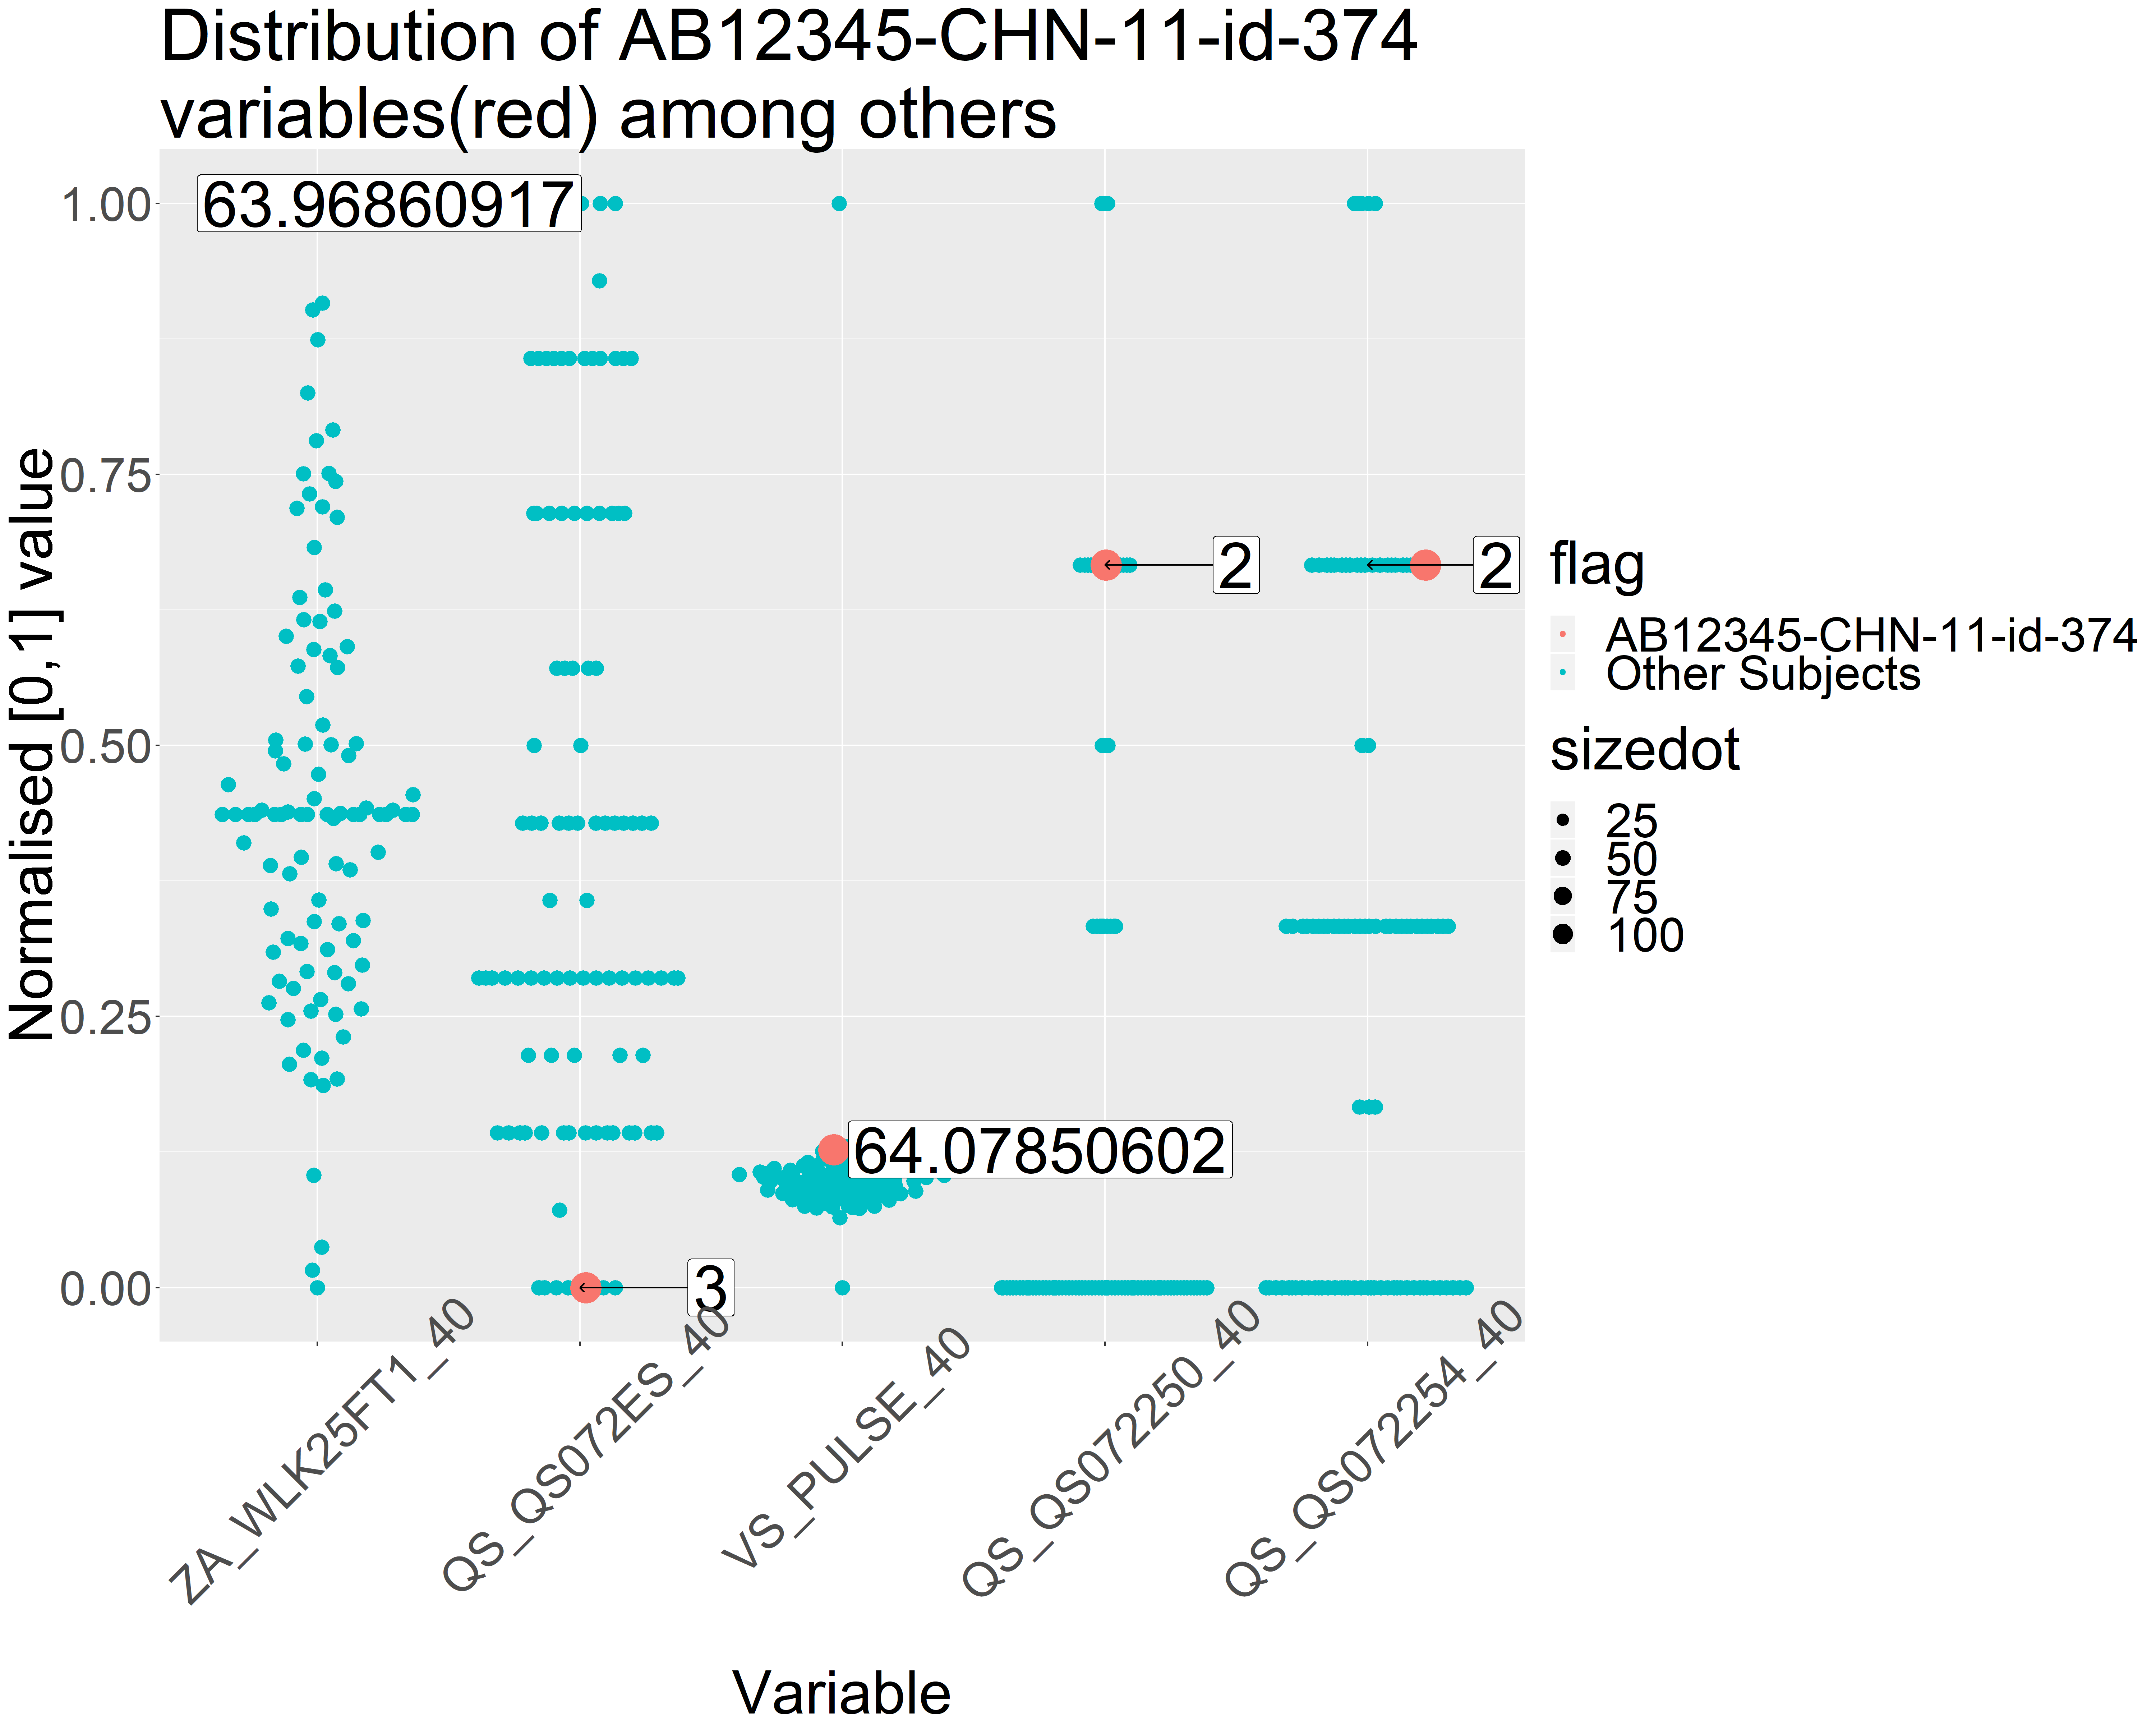 Distribution of AB12345-CHN-11-id-374
variables(red) among others
Normalised [0,1] value
1.00
0.75
0.50
0.25
0.00
63.96860917
2
2
64.07850602
3
ZA_WLK25FT1_40
QS_QS072ES_40
VS_PULSE_40
QS_QS072250_40
QS_QS072254_40
Variable
flag
AB12345-CHN-11-id-374
Other Subjects
sizedot
25
50
75
100